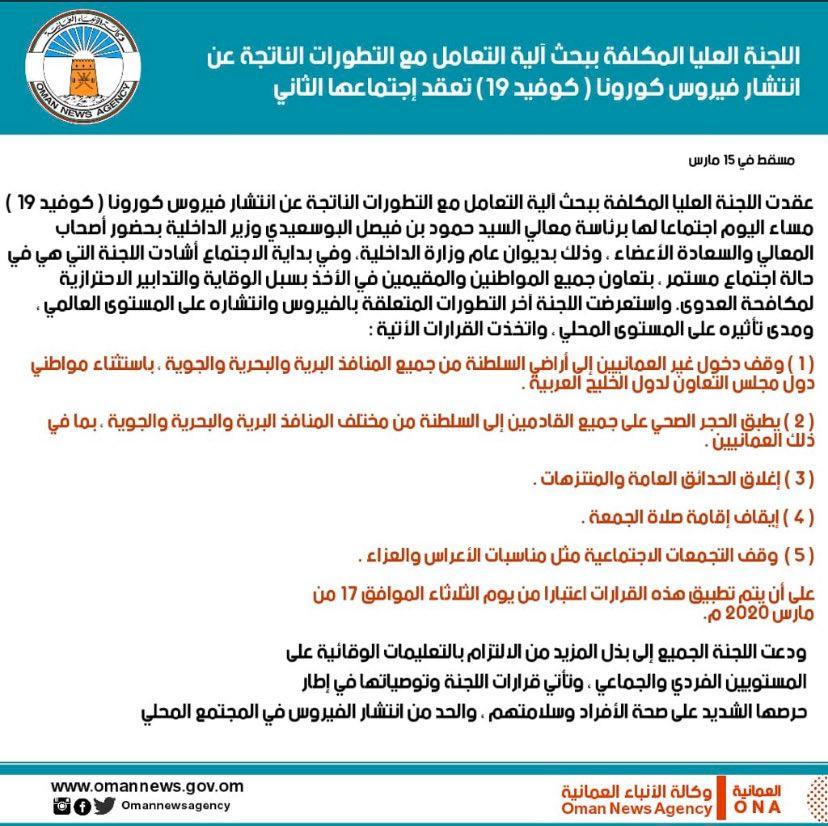 وكالة الأنباء العمانية
OMAN NEWS AGENCY
اللجنة العليا المكلفة ببحث آلية التعامل مع التطورات الناتجة عن
انتشار فيروس كورونا ( كوفيد 19 ) تعقد إجتماعها الثاني
مسقط في 15 مارس
عقدت اللجنة العليا المكلفة ببحث آلية التعامل مع التطورات الناتجة عن انتشار فيروس كورونا ( كوفيد 19 )
مساء اليوم اجتماعا لها برئاسة معالي السيد حمود بن فيصل البوسعيدي وزير الداخلية بحضور أصحاب
المعالي والسعادة الأعضاء ، وذلك بديوان عام وزارة الداخلية. وفي بداية الاجتماع أشادت اللجنة التي هي في
حالة اجتماع مستمر ، بتعاون جميع المواطنين والمقيمين في الأخذ بسبل الوقاية والتدابير الاحترازية
لمكافحة العدوى. واستعرضت اللجنة آخر التطورات المتعلقة بالفيروس وانتشاره على المستوى العالمي ،
ومدى تأثيره على المستوى المحلي ، واتخذت القرارات الآتية :
( 1 ) وقف دخول غير العمانيين إلى أراضي السلطنة من جميع المنافذ البرية والبحرية والجوية ، باستثناء مواطني
دول مجلس التعاون لدول الخليج العربية .
( 2 ) يطبق الحجر الصحي على جميع القادمين إلى السلطنة من مختلف المنافذ البرية والبحرية والجوية ، بما في
ذلك العمانيين .
( 3 ) إغلاق الحدائق العامة والمنتزهات .
( 4 ) إيقاف إقامة صلاة الجمعة .
( 5 ) وقف التجمعات الاجتماعية مثل مناسبات الأعراس والعزاء .
على أن يتم تطبيق هذه القرارات اعتبارا من يوم الثلاثاء الموافق 17 من
مارس 2020 م.
ودعت اللجنة الجميع إلى بذل المزيد من الالتزام بالتعليمات الوقائية على
المستويين الفردي والجماعي ، وتأتي قرارات اللجنة وتوصياتها في إطار
حرصها الشديد على صحة الأفراد وسلامتهم ، والحد من انتشار الفيروس في المجتمع المحلي
العمانية
ONA
وكالة الأنباء العمانية
Oman News Agency
www.omannews.gov.om
Omannewsagency